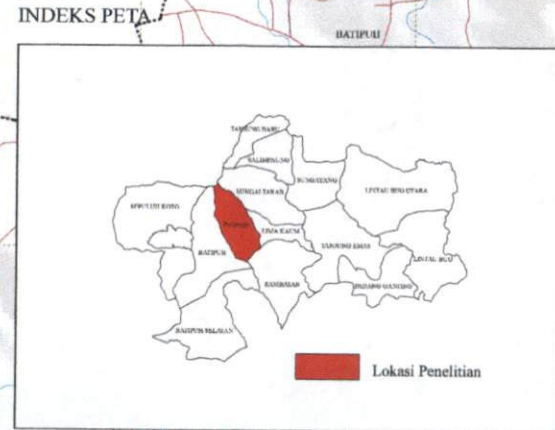 INDEKS PETA
BATIPUH
TANJUNG BARU
SALIMPAUNG
SUNGAYANG
LINTAU BUO UTARA
SUNGAI TARAB
SEPULUH KOTO
LIMA KAUM
TANJUNG EMAS
BATIPUH
LINTAU BUO
RAMBATAN
PADANG GANTING
BATIPUH SELATAN
Lokasi Penelitian